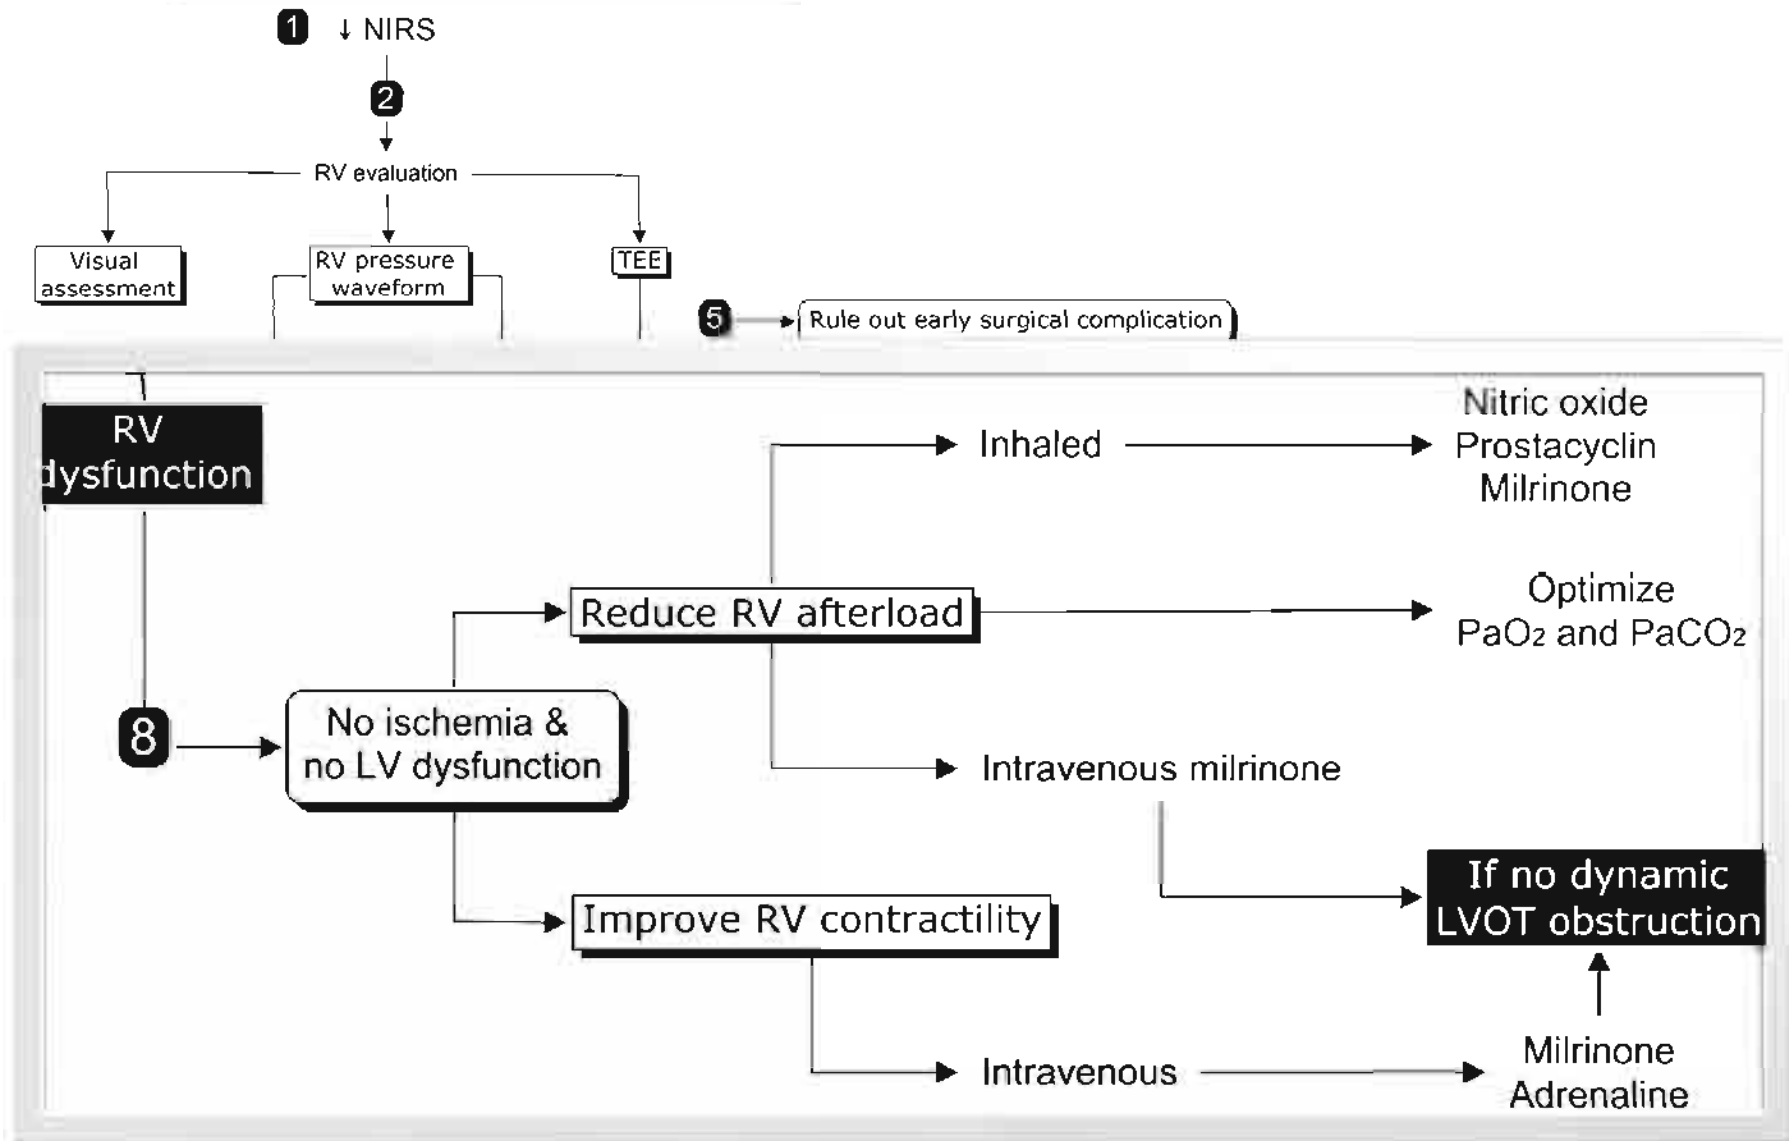 1 ↓ NIRS
2
RV evaluation
Visual
assessment
RV pressure
waveform
TEE
5 Rule out early surgical complication
RV
dysfunction
Inhaled
Nitric oxide
Prostacyclin
Milrinone
Reduce RV afterload
Optimize
PaO2 and PaCO2
8
No ischemia &
no LV dysfunction
Intravenous milrinone
If no dynamic
LVOT obstruction
Improve RV contractility
Intravenous
Milrinone
Adrenaline